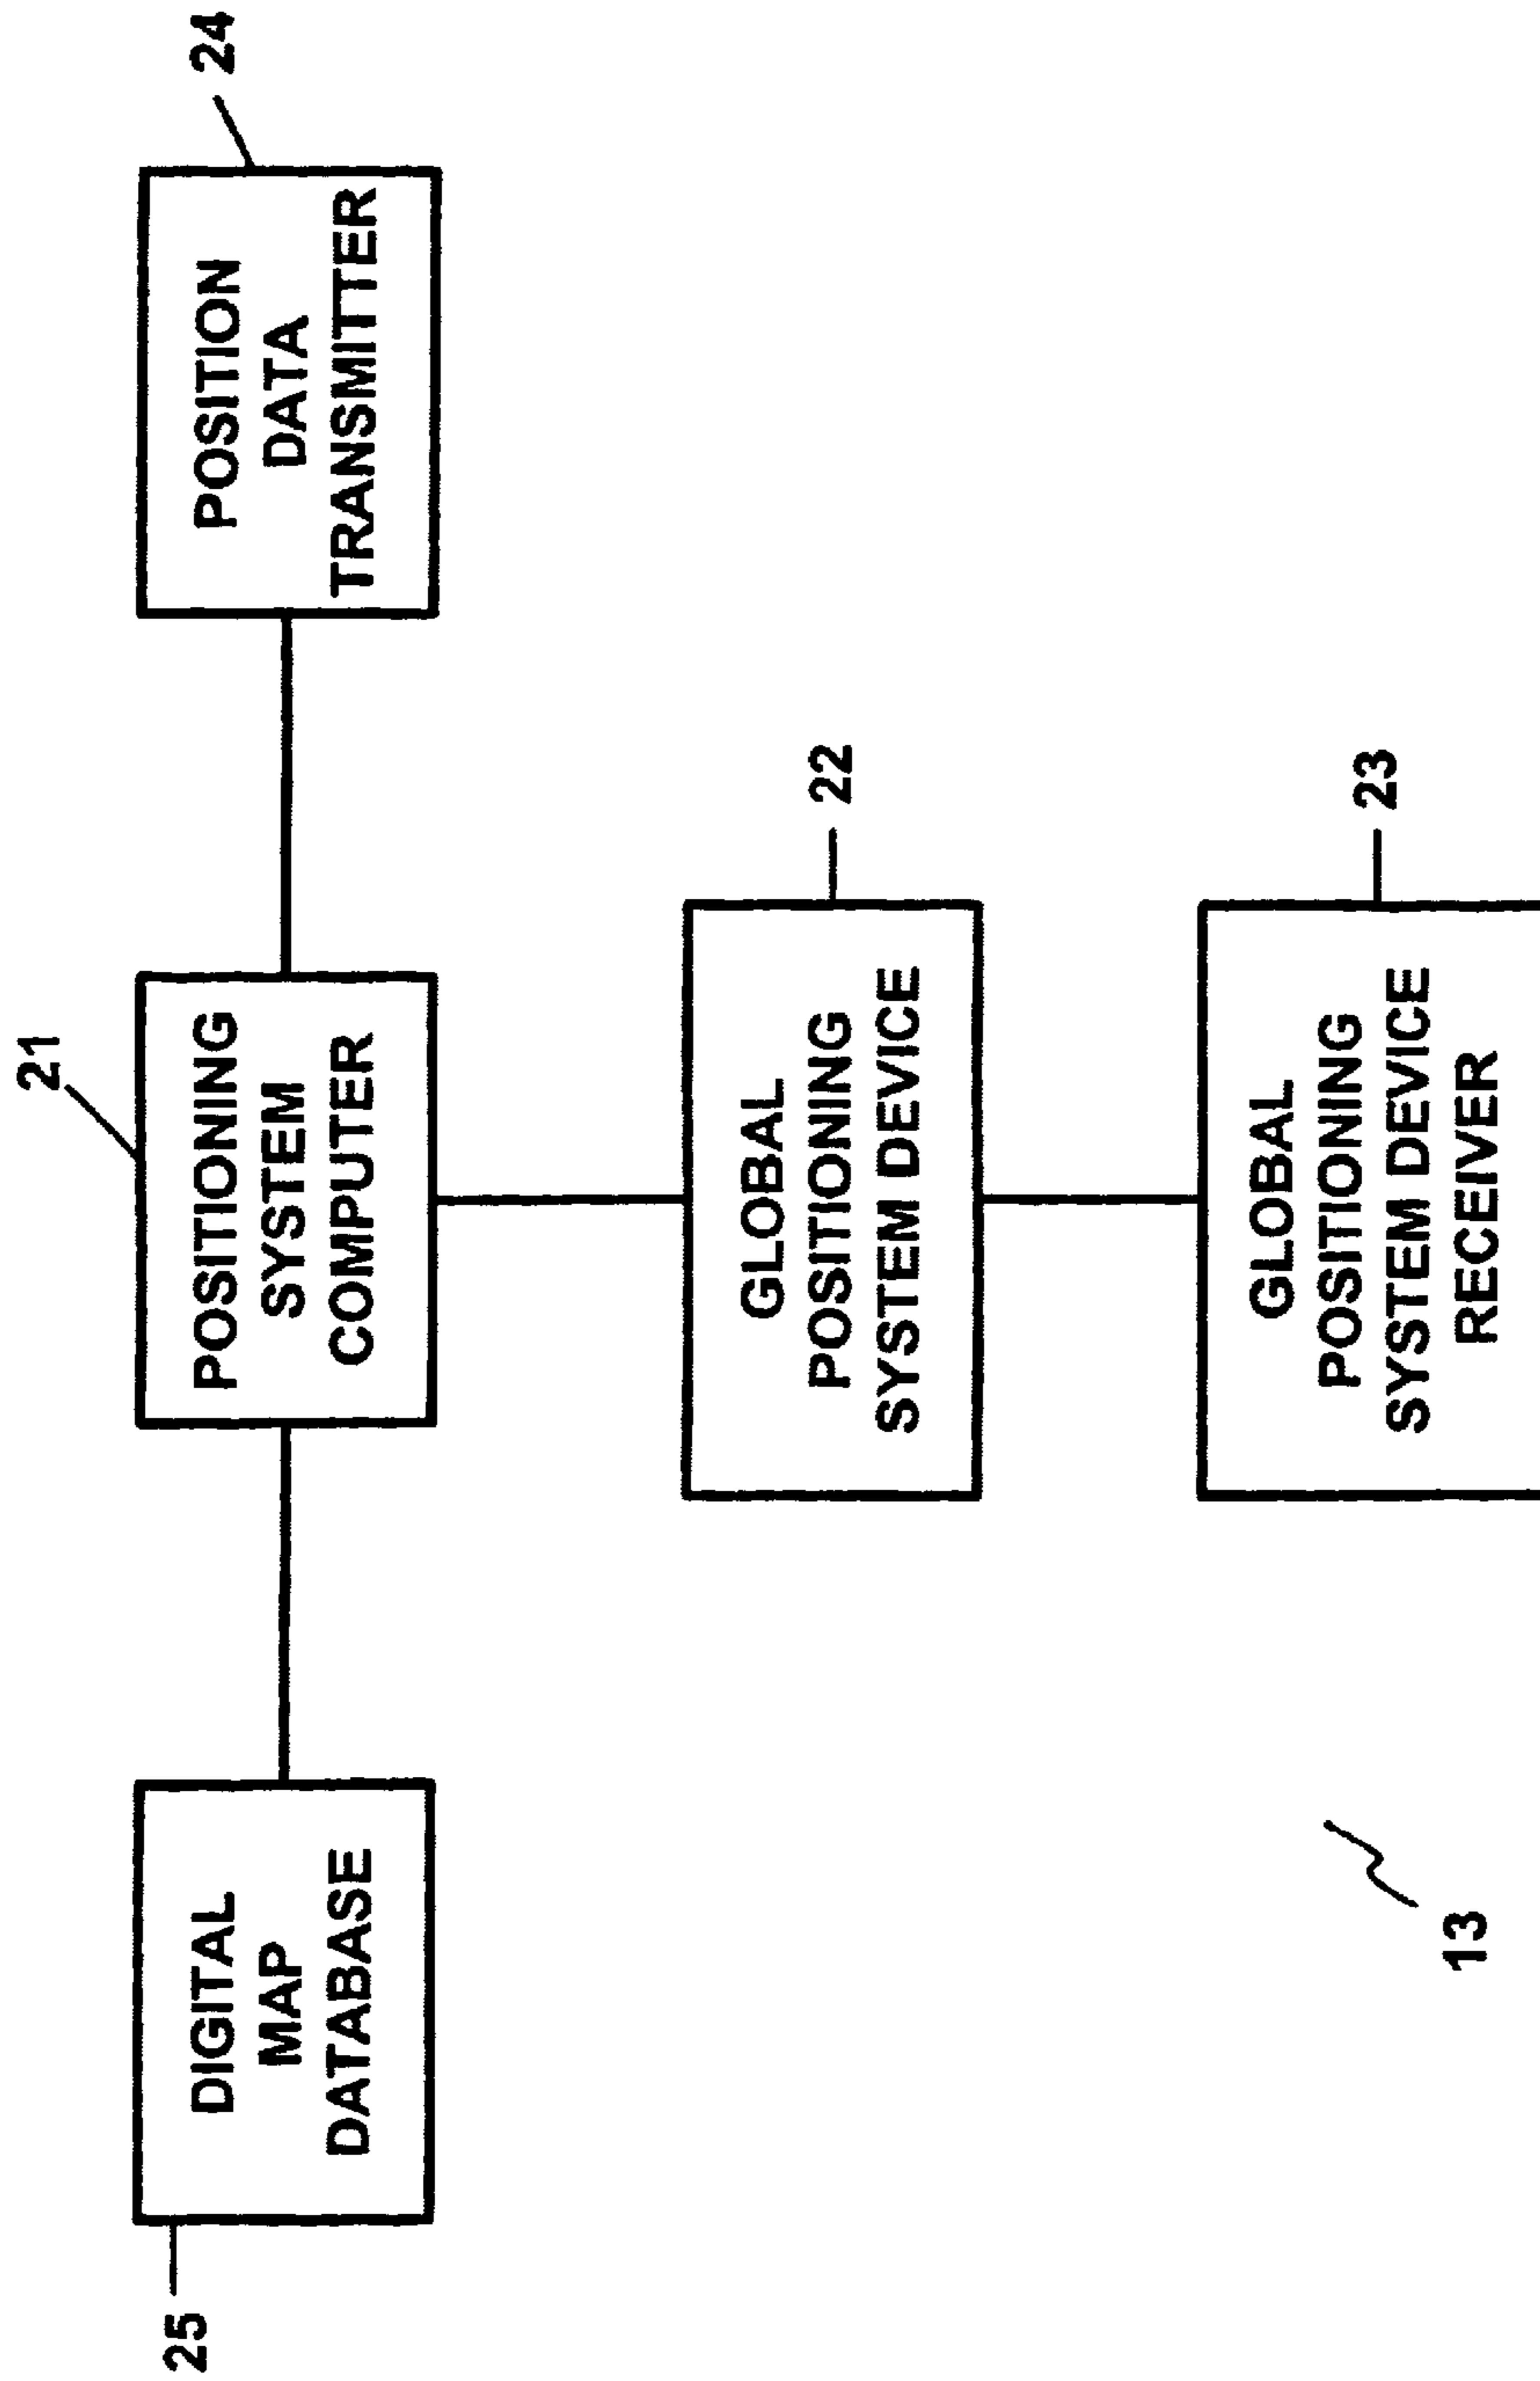 21
24
DIGITAL
MAP
DATABASE
POSITIONING
SYSTEM
COMPUTER
POSITION
DATA
TRANSMITTER
25
GLOBAL
POSITIONING
SYSTEM DEVICE
22
GLOBAL
POSITIONING
SYSTEM DEVICE
RECEIVER
23
13